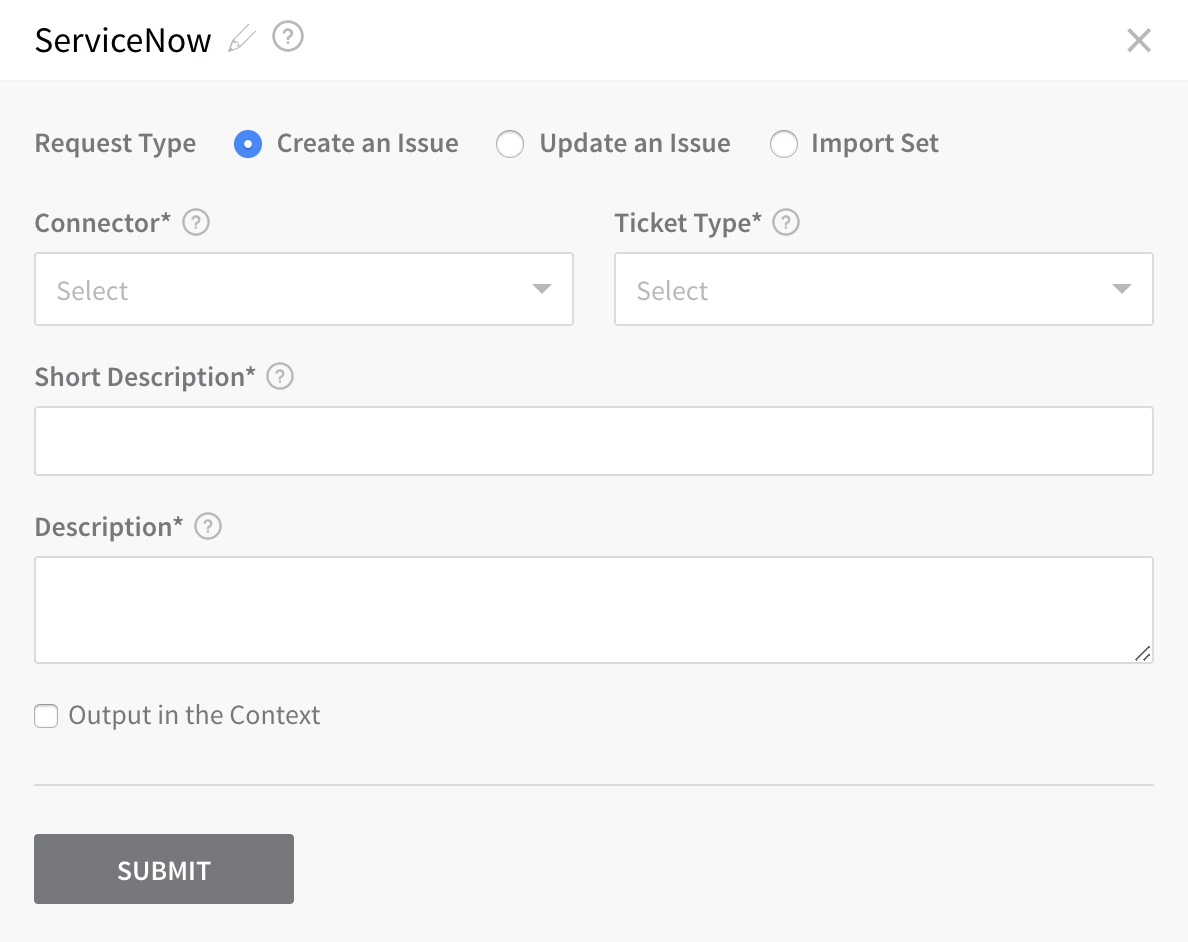 ServiceNow ?
Request Type Create an Issue Update an Issue Import Set
Connector* ? Ticket Type* ?
Select Select
Short Description* ?
Description* ?
Output in the Context
SUBMIT